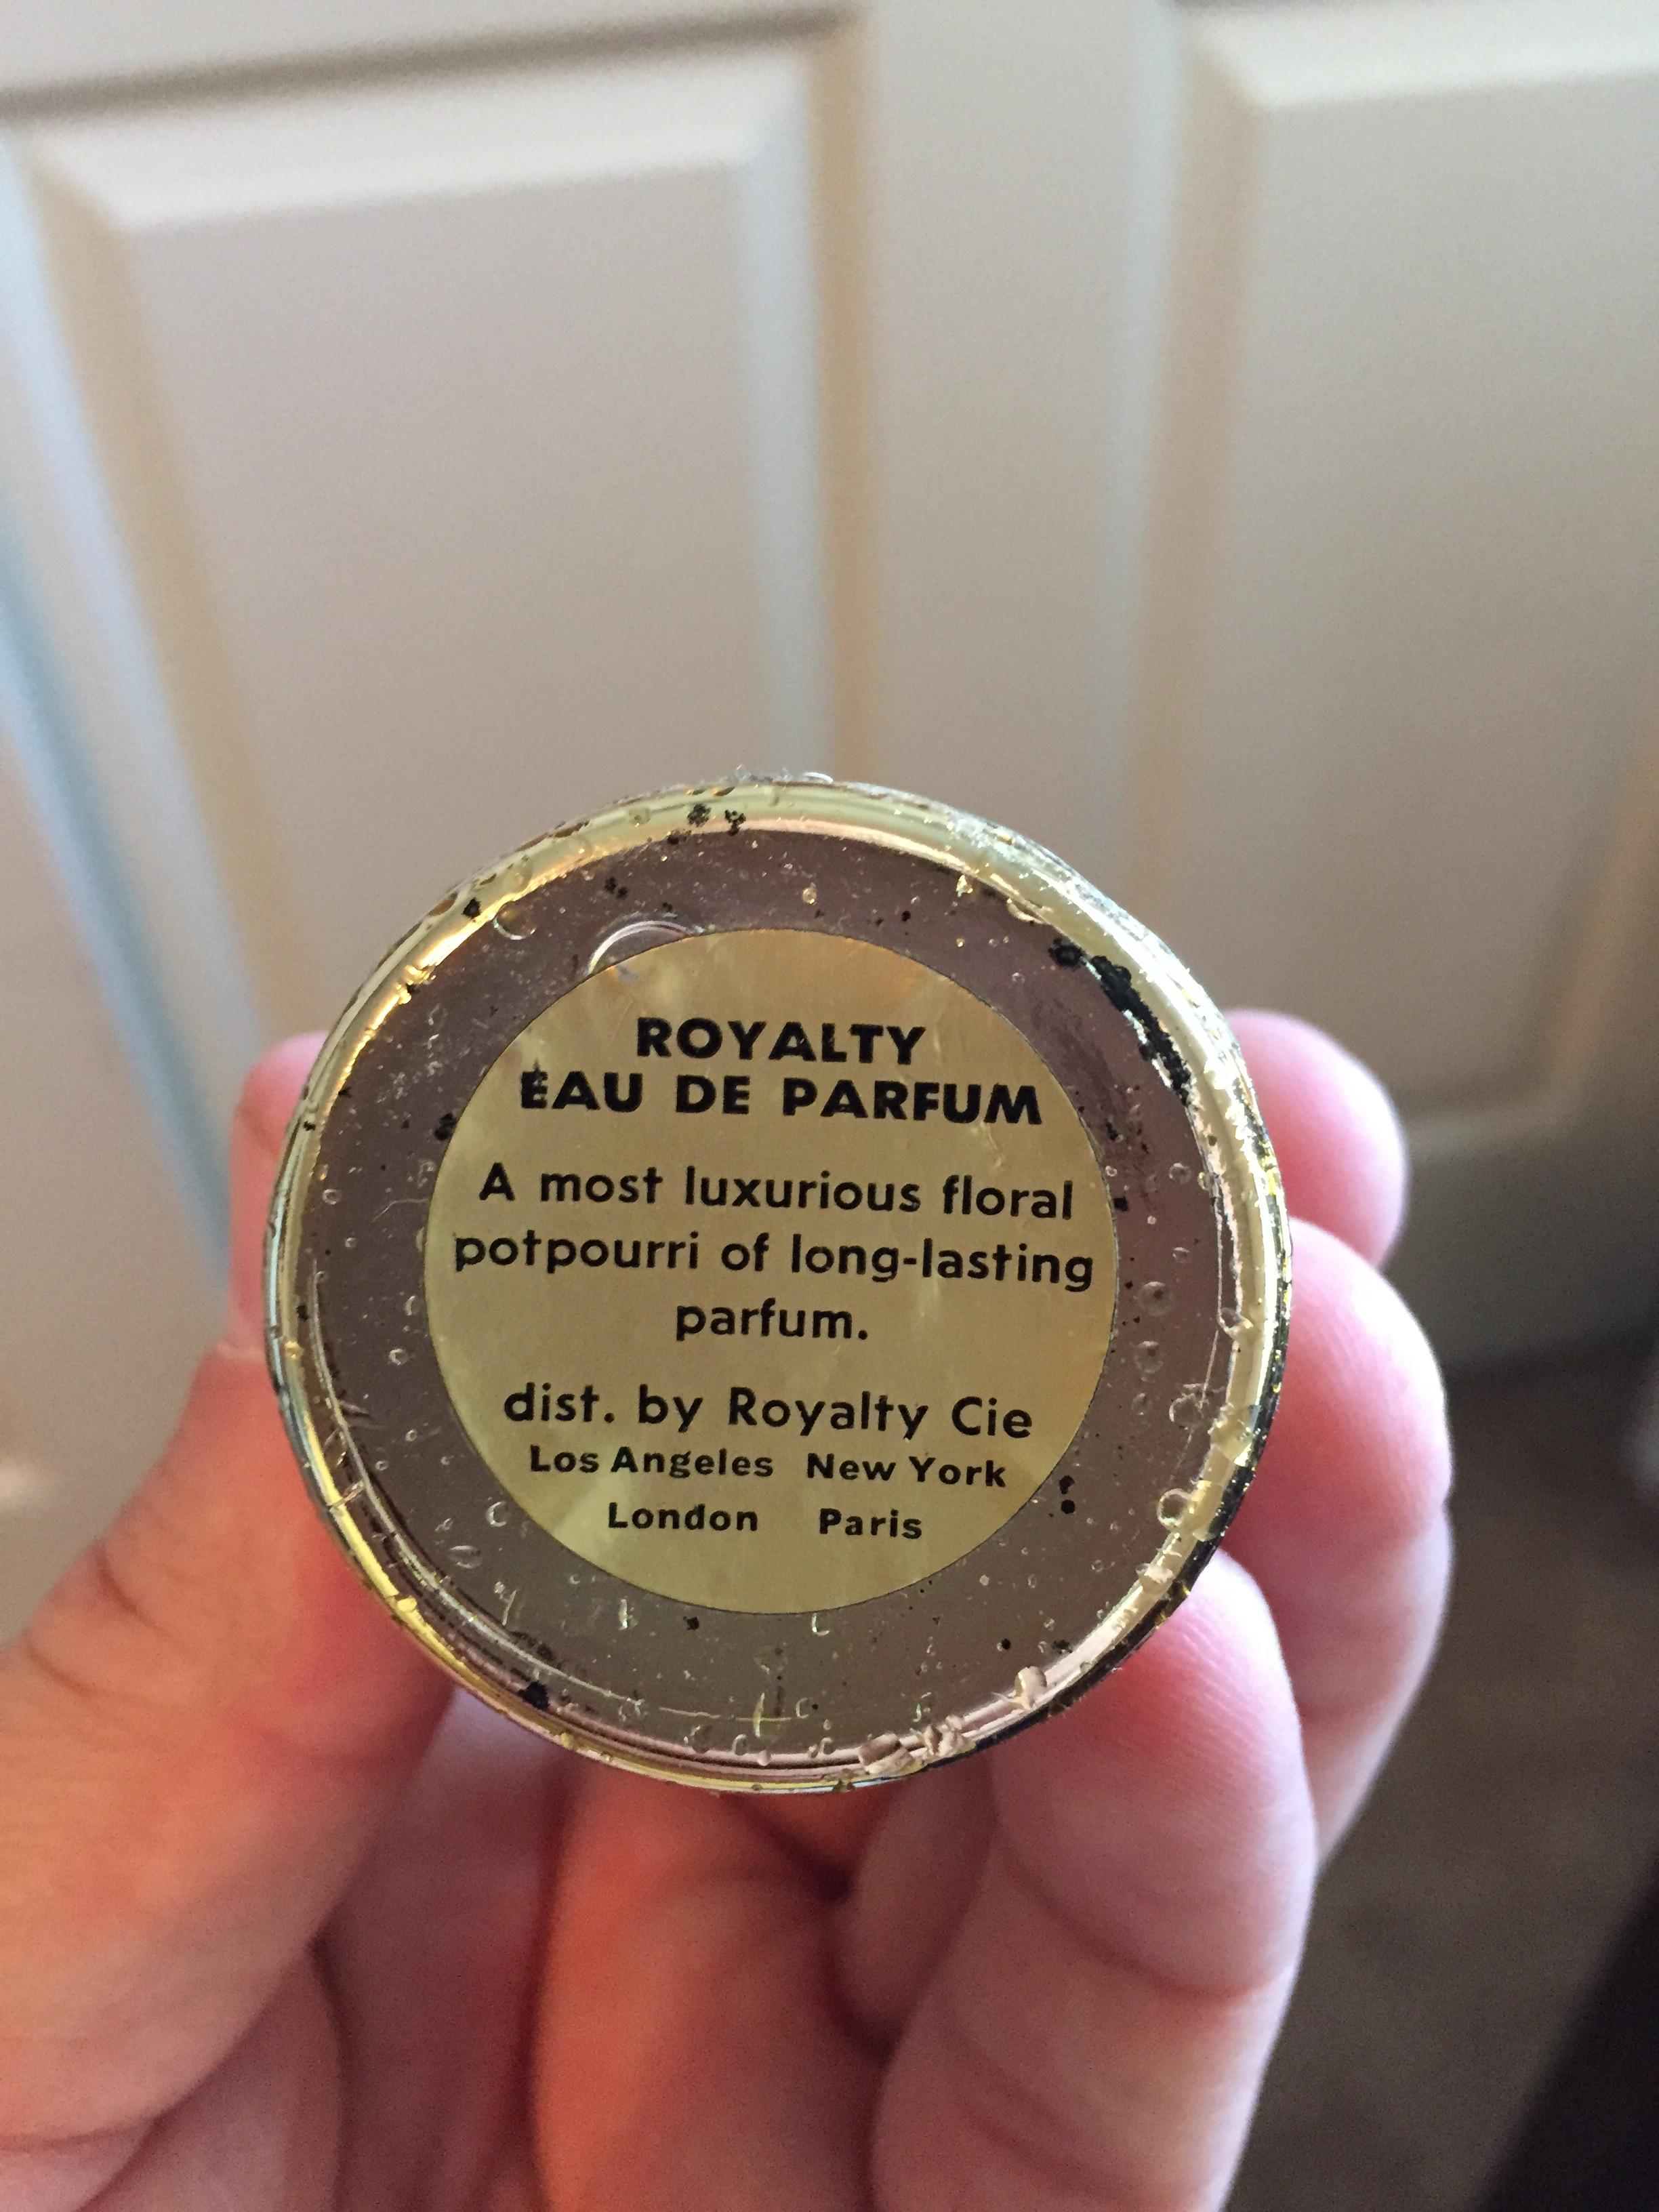 ROYALTY
EAU DE PARFUM
A most luxurious floral
potpourri of long-lasting
parfum.
dist. by Royalty Cie
Los Angeles New York
London Paris